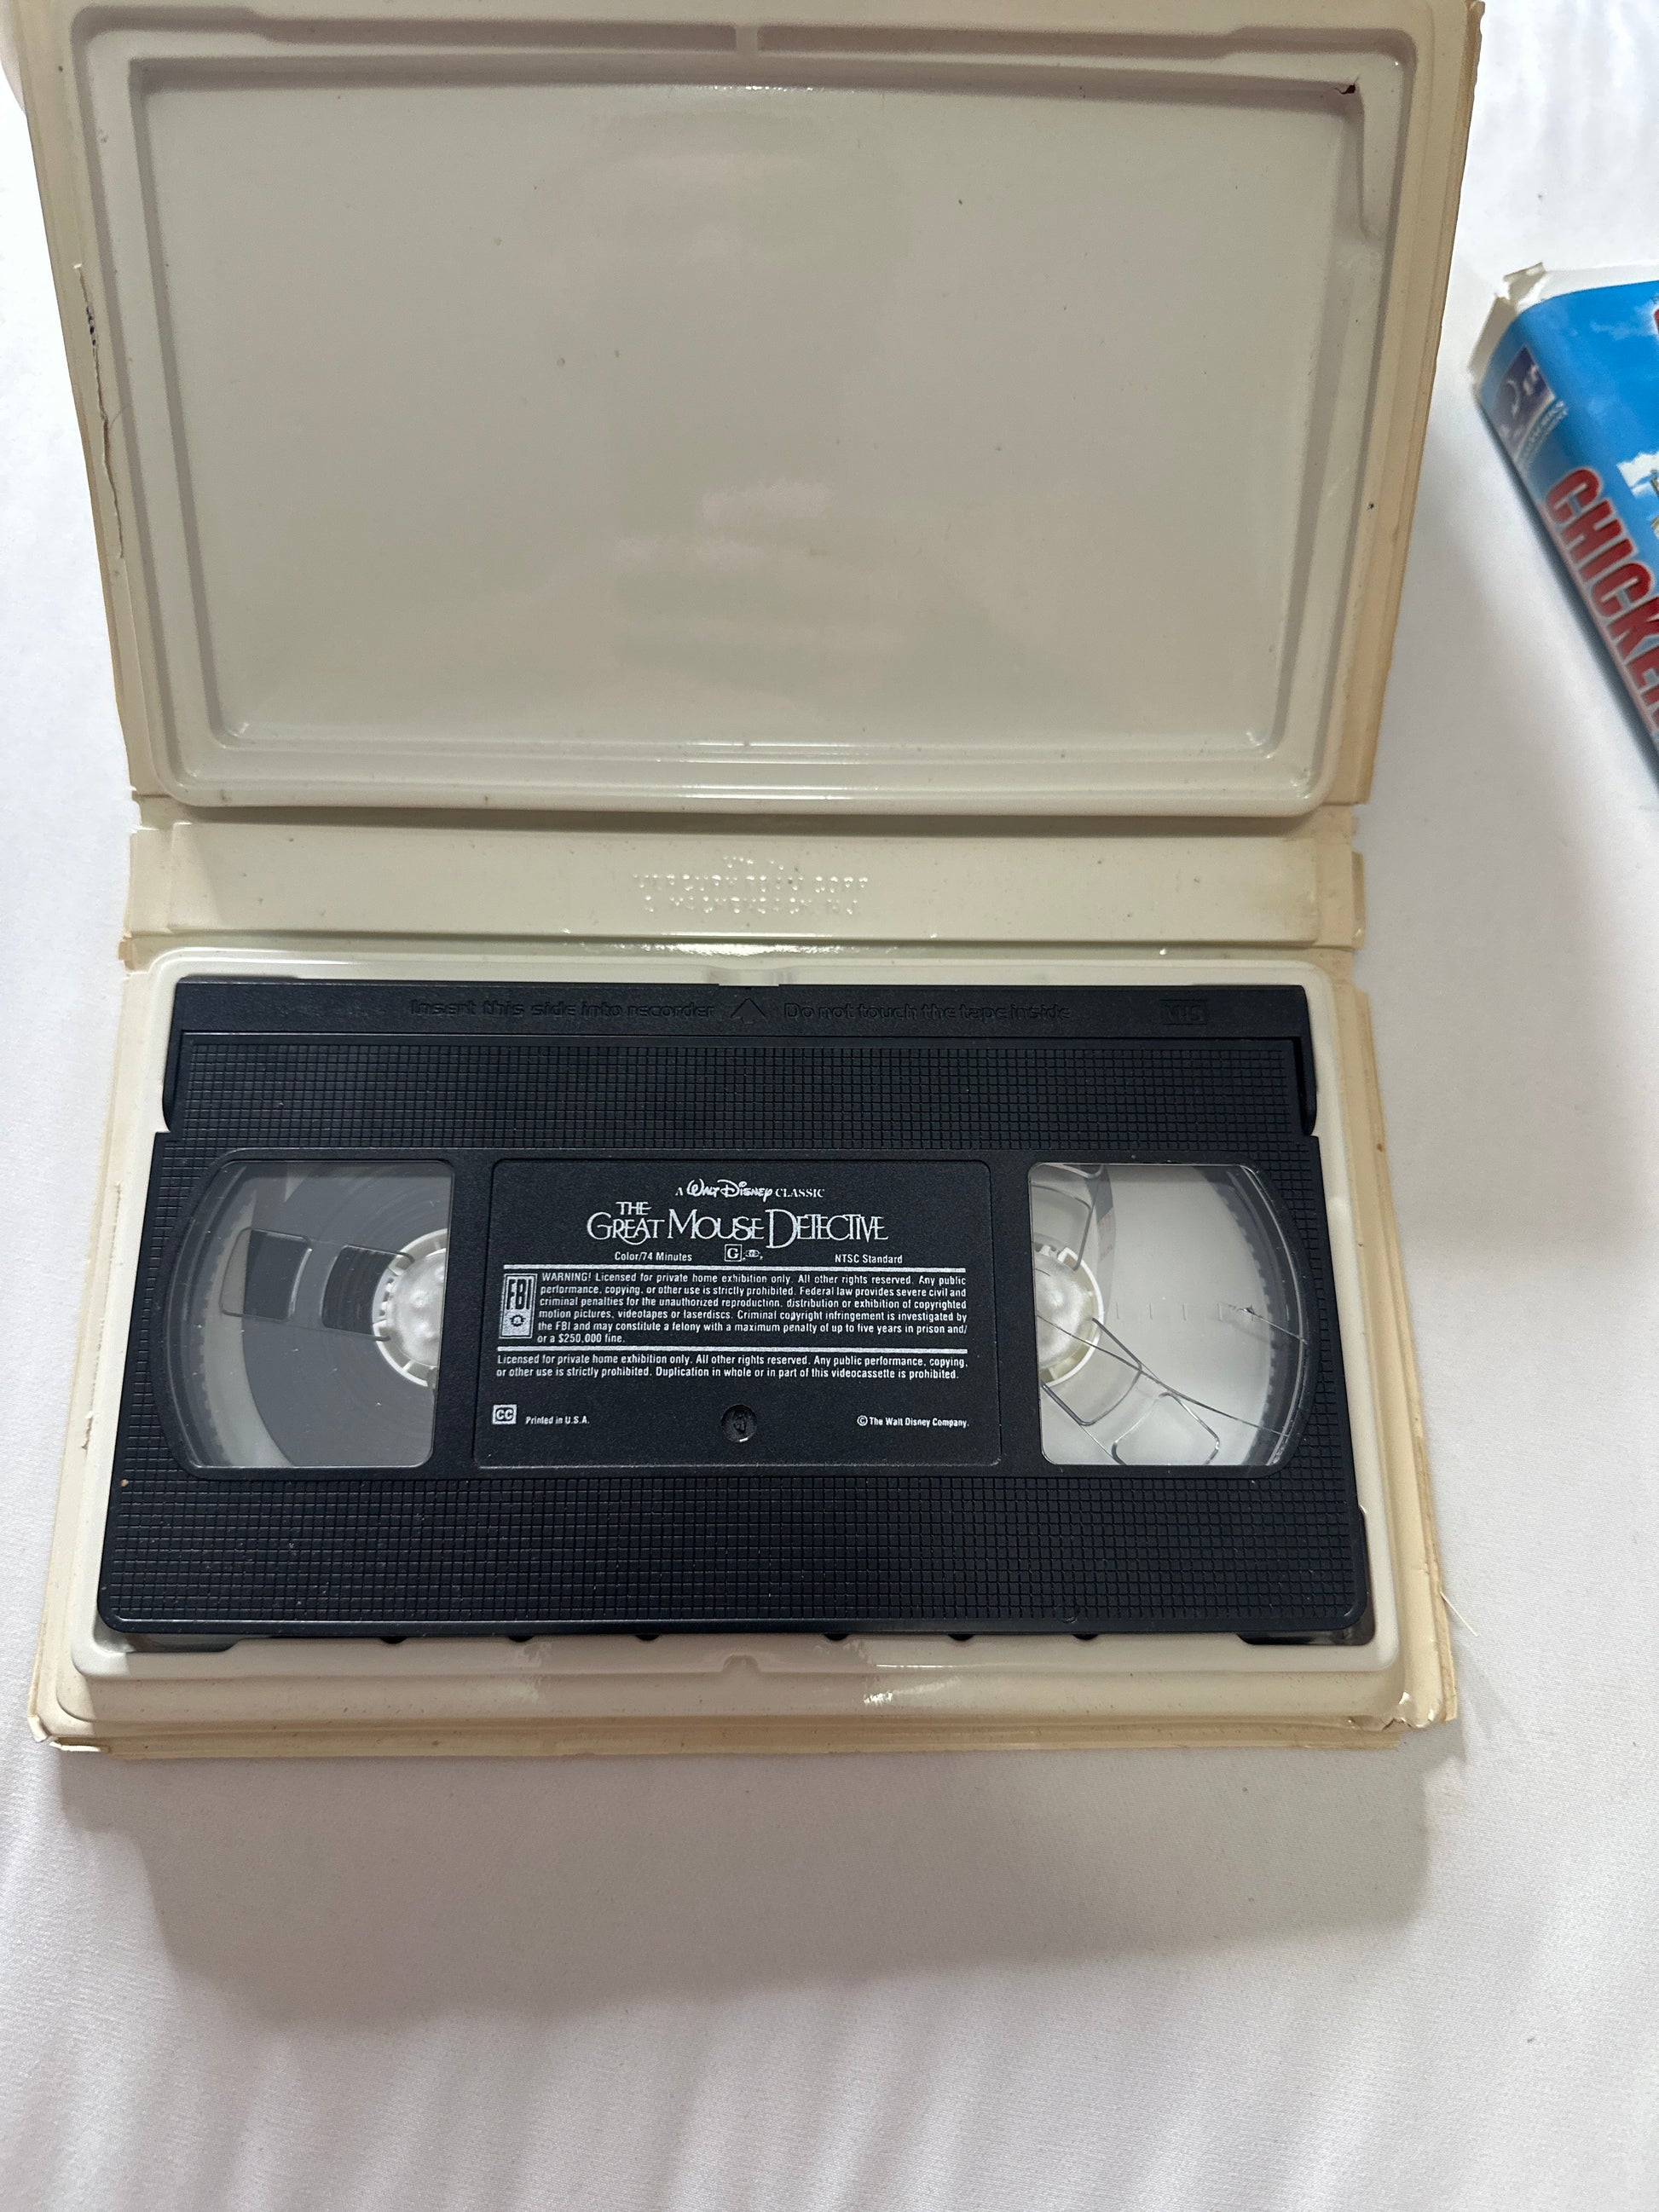 Insert this side into recorder Do not touch the tape inside
A WALT DISNEY CLASSIC
THE
GREAT MOUSE DETECTIVE
Color/74 Minutes G NTSC Standard
FBI
WARNING! Licensed for private home exhibition only. All other rights reserved. Any public
performance, copying, or other use is strictly prohibited. Federal law provides severe civil and
criminal penalties for the unauthorized reproduction, distribution or exhibition of copyrighted
motion pictures, videotapes or laserdiscs. Criminal copyright infringement is investigated by
the FBI and may constitute a felony with a maximum penalty of up to five years in prison and/
or a $250,000 fine.
Licensed for private home exhibition only. All other rights reserved. Any public performance, copying,
or other use is strictly prohibited. Duplication in whole or in part of this videocassette is prohibited.
CC Printed in U.S.A. © The Walt Disney Company.
CHICKEN